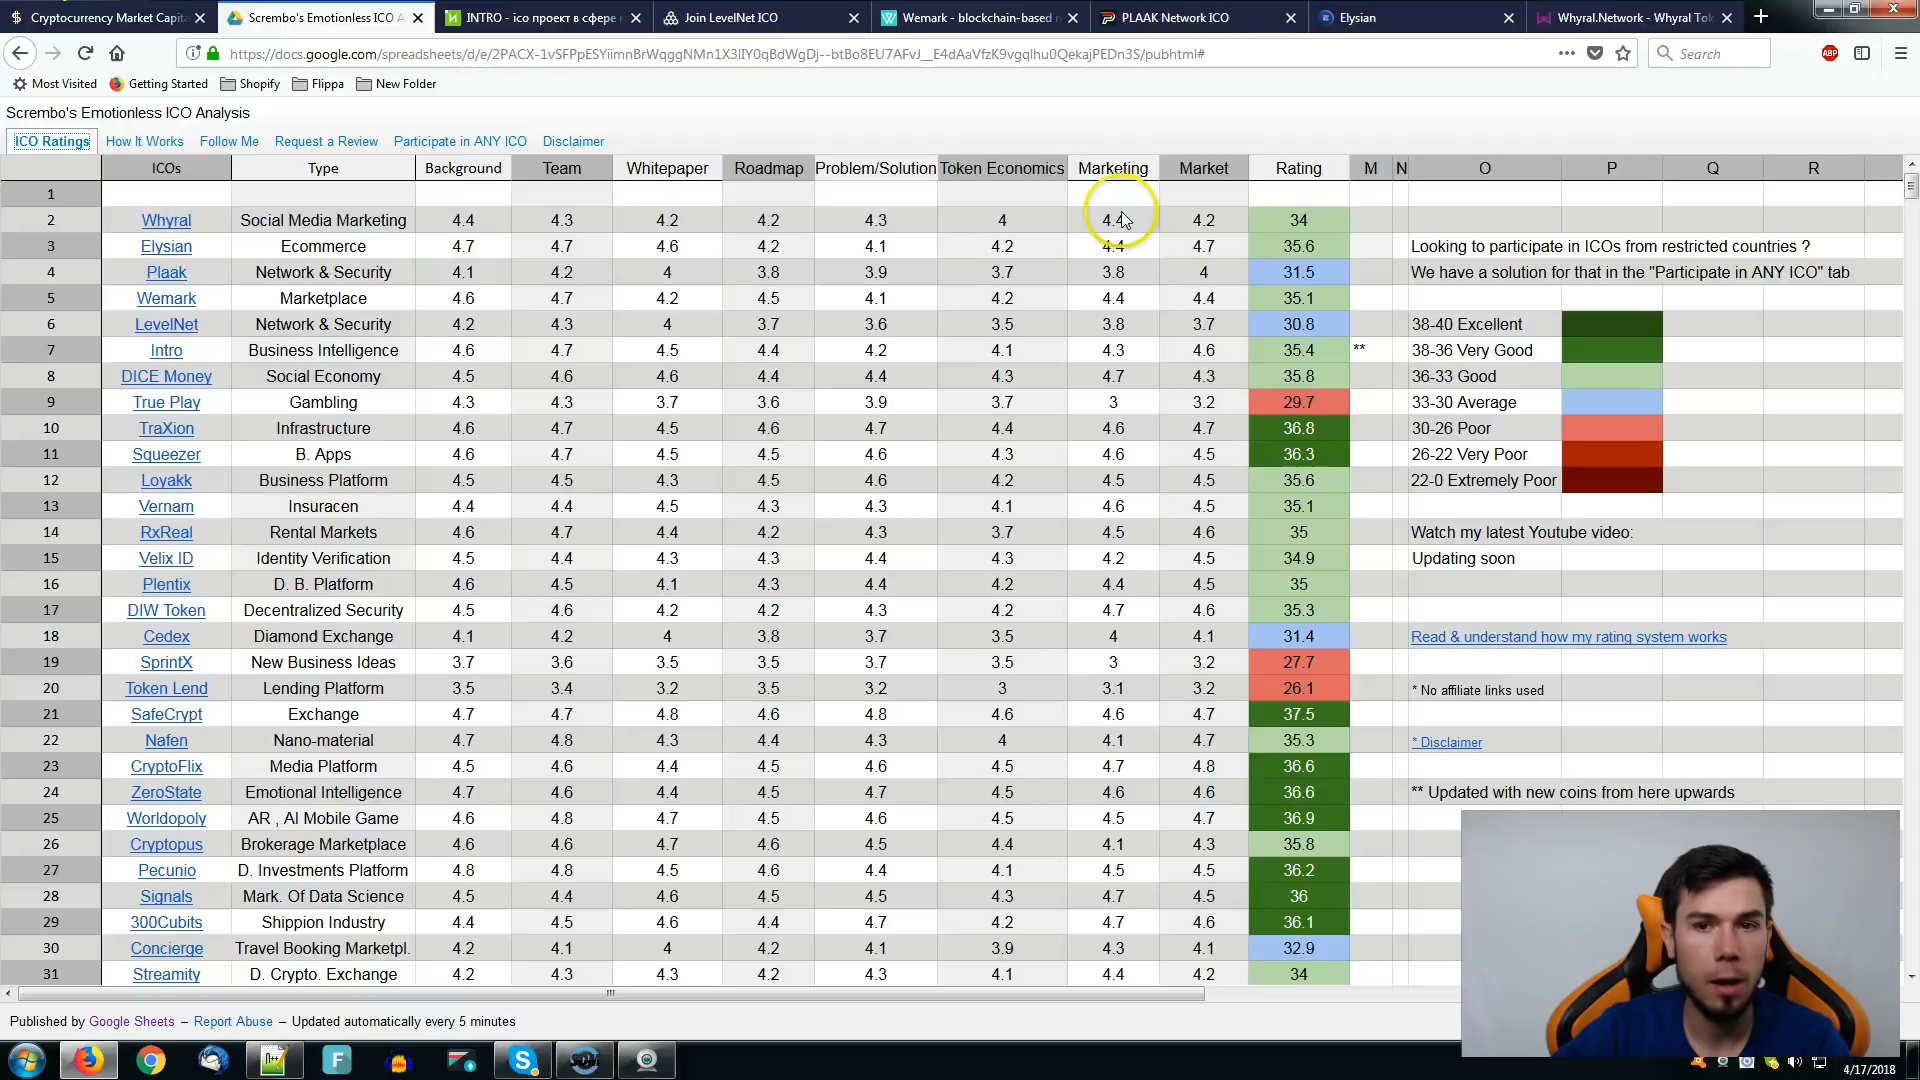 Cryptocurrency Market Capit
Scrembo's Emotionless ICO A
INTRO - ico проект в сфере
Join LevelNet ICO
Wemark - blockchain-based
PLAAK Network ICO
Elysian
Whyral.Network - Whyral Tok
https://docs.google.com/spreadsheets/d/e/2PACX-1vSFPpESYiimnBrWqggNMn1X3lIY0qBdWgDj--btBo8EU7AFvJ__E4dAaVfzK9vgqlhu0QekajPEDn3S/pubhtml#
Search
ABP
Most Visited Getting Started Shopify Flippa New Folder
Scrembo's Emotionless ICO Analysis
ICO Ratings How It Works Follow Me Request a Review Participate in ANY ICO Disclaimer
ICOs Type Background Team Whitepaper Roadmap Problem/Solution Token Economics Marketing Market Rating M N O P Q R
1
2 Whyral Social Media Marketing 4.4 4.3 4.2 4.2 4.3 4 4.4 4.2 34
3 Elysian Ecommerce 4.7 4.7 4.6 4.2 4.1 4.2 4.4 4.7 35.6 Looking to participate in ICOs from restricted countries ?
4 Plaak Network & Security 4.1 4.2 4 3.8 3.9 3.7 3.8 4 31.5 We have a solution for that in the "Participate in ANY ICO" tab
5 Wemark Marketplace 4.6 4.7 4.2 4.5 4.1 4.2 4.4 4.4 35.1
6 LevelNet Network & Security 4.2 4.3 4 3.7 3.6 3.5 3.8 3.7 30.8 38-40 Excellent
7 Intro Business Intelligence 4.6 4.7 4.5 4.4 4.2 4.1 4.3 4.6 35.4 ** 38-36 Very Good
8 DICE Money Social Economy 4.5 4.6 4.6 4.4 4.4 4.3 4.7 4.3 35.8 36-33 Good
9 True Play Gambling 4.3 4.3 3.7 3.6 3.9 3.7 3 3.2 29.7 33-30 Average
10 TraXion Infrastructure 4.6 4.7 4.5 4.6 4.7 4.4 4.6 4.7 36.8 30-26 Poor
11 Squeezer B. Apps 4.6 4.7 4.5 4.5 4.6 4.3 4.6 4.5 36.3 26-22 Very Poor
12 Loyakk Business Platform 4.5 4.5 4.3 4.5 4.6 4.2 4.5 4.5 35.6 22-0 Extremely Poor
13 Vernam Insuracen 4.4 4.4 4.5 4.3 4.3 4.1 4.6 4.5 35.1
14 RxReal Rental Markets 4.6 4.7 4.4 4.2 4.3 3.7 4.5 4.6 35 Watch my latest Youtube video:
15 Velix ID Identity Verification 4.5 4.4 4.3 4.3 4.4 4.3 4.2 4.5 34.9 Updating soon
16 Plentix D. B. Platform 4.6 4.5 4.1 4.3 4.4 4.2 4.4 4.5 35
17 DIW Token Decentralized Security 4.5 4.6 4.2 4.2 4.3 4.2 4.7 4.6 35.3
18 Cedex Diamond Exchange 4.1 4.2 4 3.8 3.7 3.5 4 4.1 31.4 Read & understand how my rating system works
19 SprintX New Business Ideas 3.7 3.6 3.5 3.5 3.7 3.5 3 3.2 27.7
20 Token Lend Lending Platform 3.5 3.4 3.2 3.5 3.2 3 3.1 3.2 26.1 * No affiliate links used
21 SafeCrypt Exchange 4.7 4.7 4.8 4.6 4.8 4.6 4.6 4.7 37.5
22 Nafen Nano-material 4.7 4.8 4.3 4.4 4.3 4 4.1 4.7 35.3 * Disclaimer
23 CryptoFlix Media Platform 4.5 4.6 4.4 4.5 4.6 4.5 4.7 4.8 36.6
24 ZeroState Emotional Intelligence 4.7 4.6 4.4 4.6 4.7 4.5 4.6 4.6 36.6 ** Updated with new coins from here upwards
25 Worldopoly AR , AI Mobile Game 4.6 4.8 4.7 4.5 4.6 4.5 4.5 4.7 36.9
26 Cryptopus Brokerage Marketplace 4.6 4.6 4.7 4.6 4.5 4.4 4.1 4.3 35.8
27 Pecunio D. Investments Platform 4.8 4.8 4.5 4.6 4.4 4.1 4.5 4.5 36.2
28 Signals Mark. Of Data Science 4.5 4.4 4.6 4.5 4.5 4.3 4.7 4.5 36
29 300Cubits Shippion Industry 4.4 4.5 4.6 4.4 4.7 4.2 4.7 4.6 36.1
30 Concierge Travel Booking Marketpl. 4.2 4.1 4 4.2 4.1 3.9 4.3 4.1 32.9
31 Streamity D. Crypto. Exchange 4.2 4.3 4.3 4.2 4.3 4.1 4.4 4.2 34
Published by Google Sheets – Report Abuse – Updated automatically every 5 minutes
4/17/2018